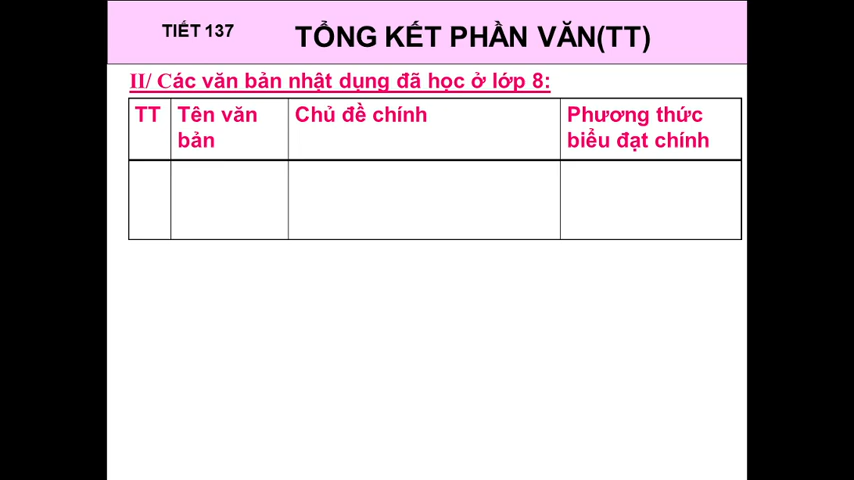 TIẾT 137
TỔNG KẾT PHẦN VĂN(TT)
II/ Các văn bản nhật dụng đã học ở lớp 8:
TT
Tên văn
bản
Chủ đề chính
Phương thức
biểu đạt chính